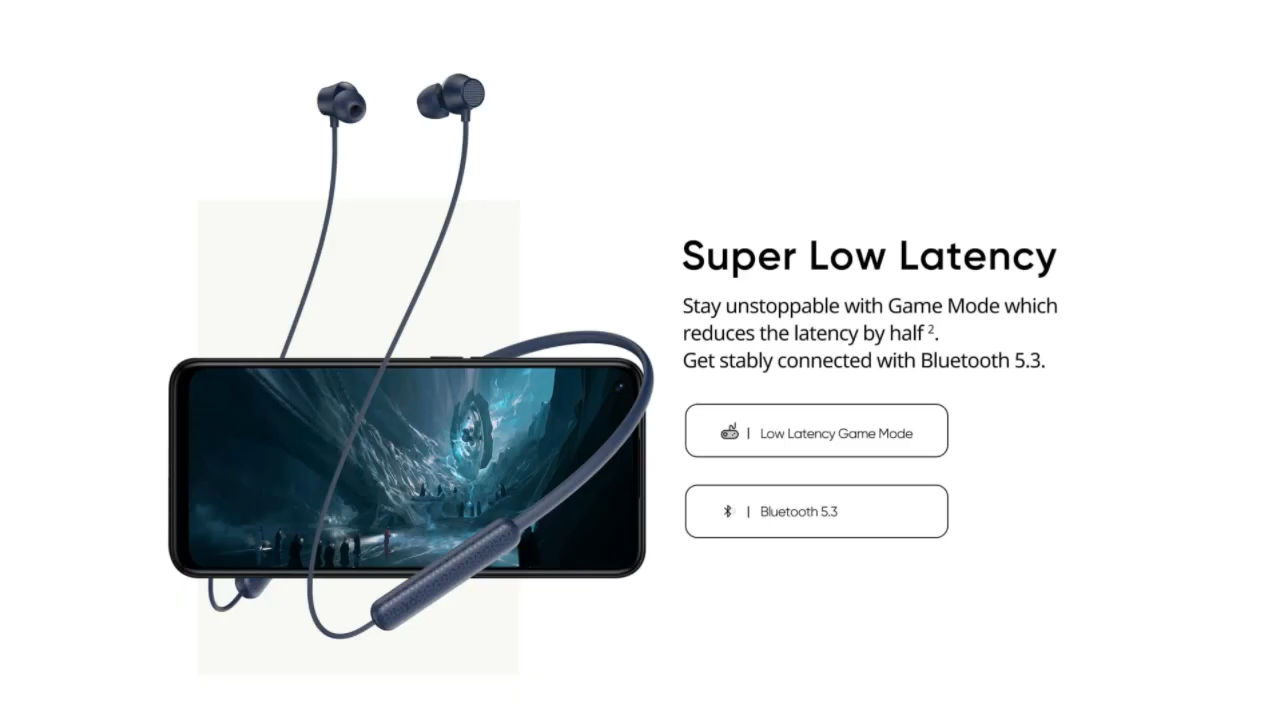 Super Low Latency
Stay unstoppable with Game Mode which
reduces the latency by half ².
Get stably connected with Bluetooth 5.3.
| Low Latency Game Mode
| Bluetooth 5.3